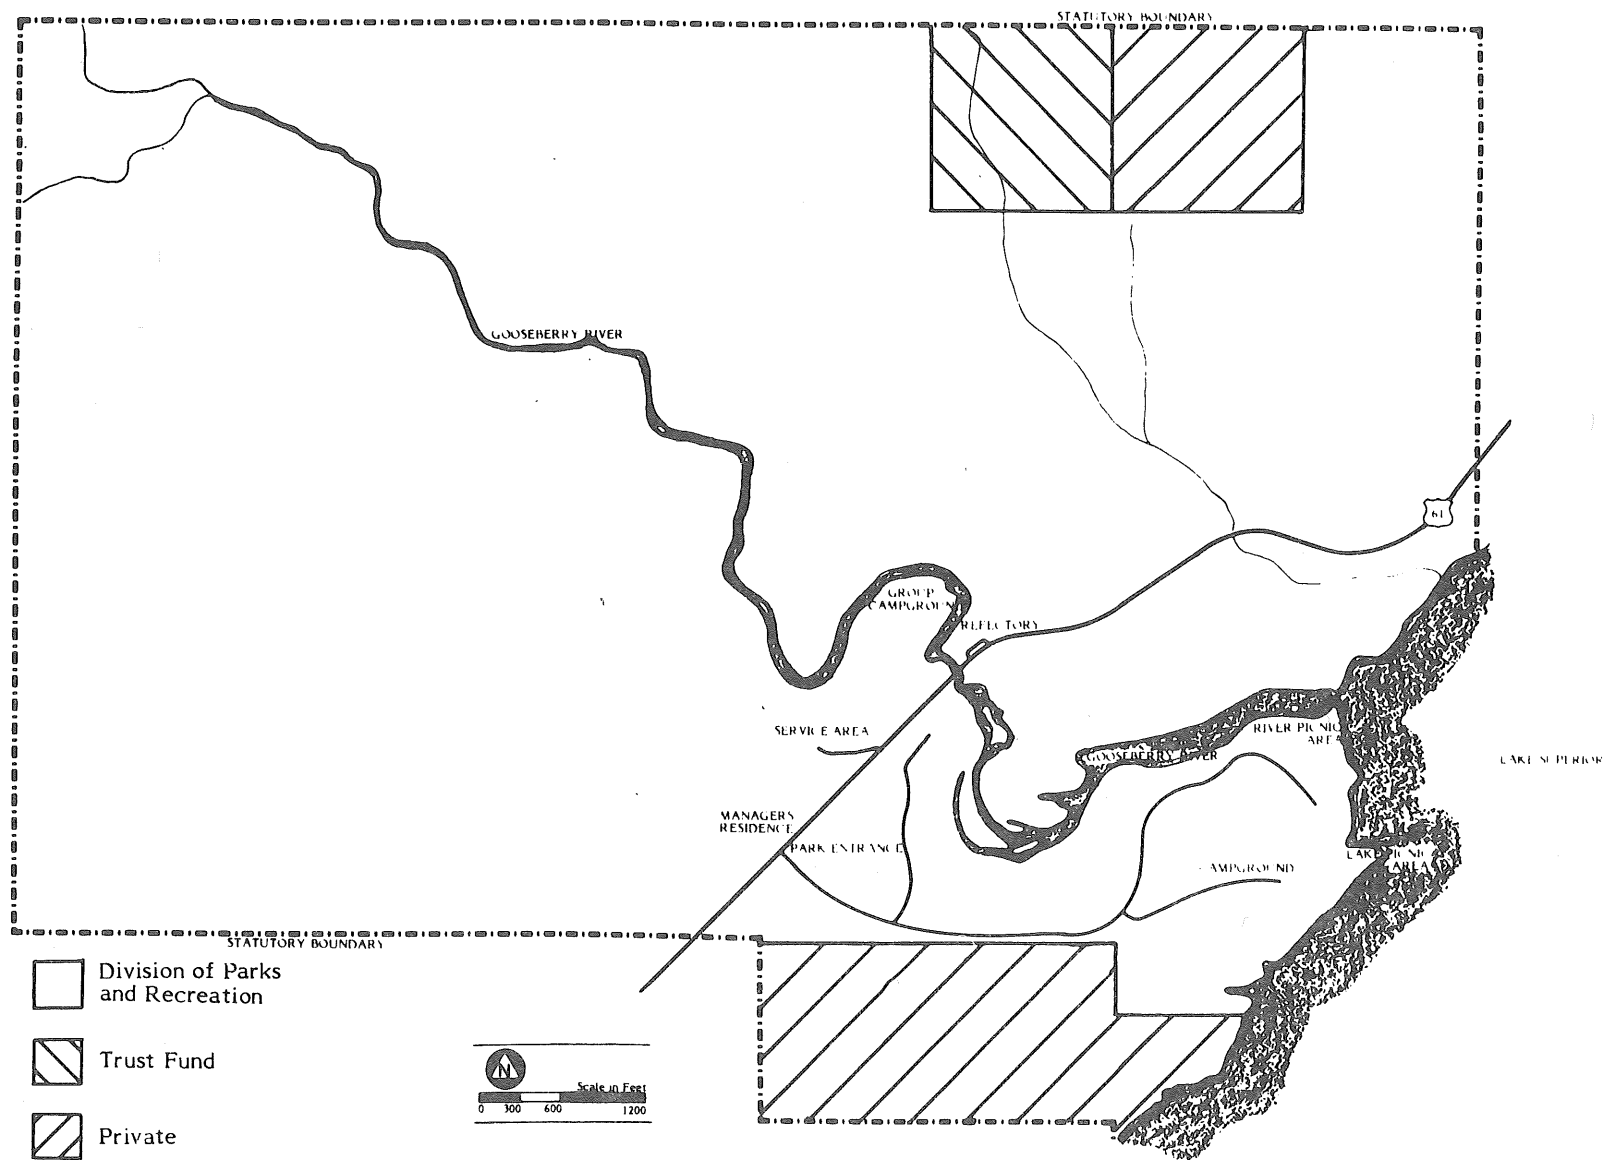 STATUTORY BOUNDARY
GOOSEBERRY RIVER
61
GROUP
CAMPGROUN
REFECTORY
SERVICE AREA
RIVER PICNIC
AREA
GOOSEBERRY RIVER
LAKE SUPERIOR
MANAGERS
RESIDENCE
PARK ENTRANCE
LAKE PICNIC
AREA
AMPGROUND
STATUTORY BOUNDARY
Division of Parks
and Recreation
Trust Fund
Private
N
Scale in Feet
0 300 600 1200